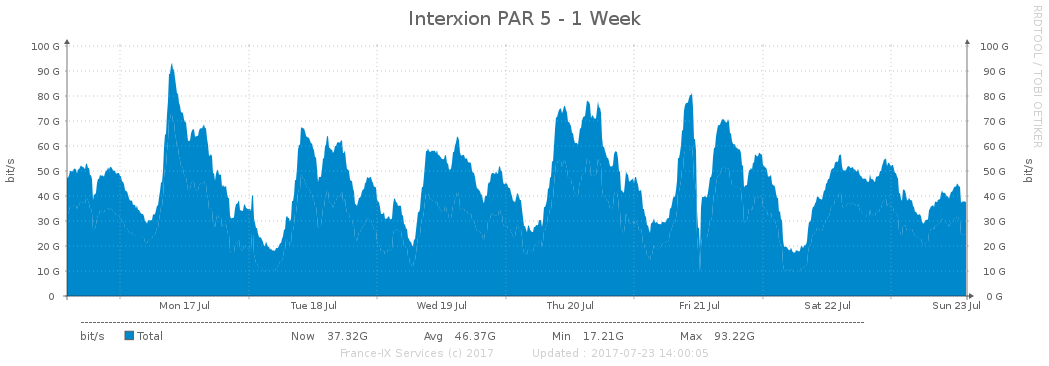 Interxion PAR 5 - 1 Week
RRDTOOL / TOBI OETIKER
bit/s
bit/s
100 G 100 G
90 G 90 G
80 G 80 G
70 G 70 G
60 G 60 G
50 G 50 G
40 G 40 G
30 G 30 G
20 G 20 G
10 G 10 G
0 0 G
Mon 17 Jul Tue 18 Jul Wed 19 Jul Thu 20 Jul Fri 21 Jul Sat 22 Jul Sun 23 Jul
bit/s Total Now 37.32G Avg 46.37G Min 17.21G Max 93.22G
France-IX Services (c) 2017 Updated : 2017-07-23 14:00:05